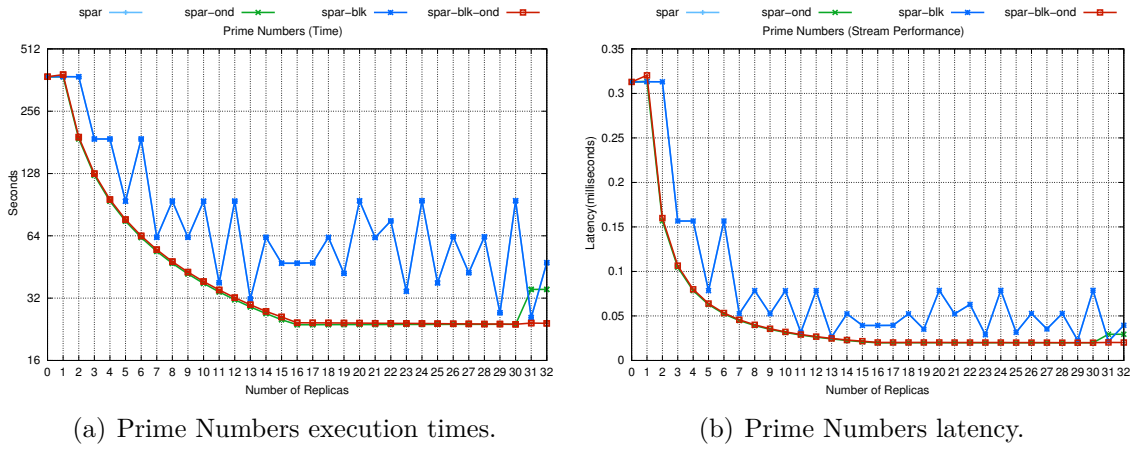 spar spar-ond spar-blk spar-blk-ond
Prime Numbers (Time)
Seconds
512
256
128
64
32
16
0 1 2 3 4 5 6 7 8 9 10 11 12 13 14 15 16 17 18 19 20 21 22 23 24 25 26 27 28 29 30 31 32
Number of Replicas
(a) Prime Numbers execution times.
spar spar-ond spar-blk spar-blk-ond
Prime Numbers (Stream Performance)
Latency(milliseconds)
0.35
0.3
0.25
0.2
0.15
0.1
0.05
0
0 1 2 3 4 5 6 7 8 9 10 11 12 13 14 15 16 17 18 19 20 21 22 23 24 25 26 27 28 29 30 31 32
Number of Replicas
(b) Prime Numbers latency.